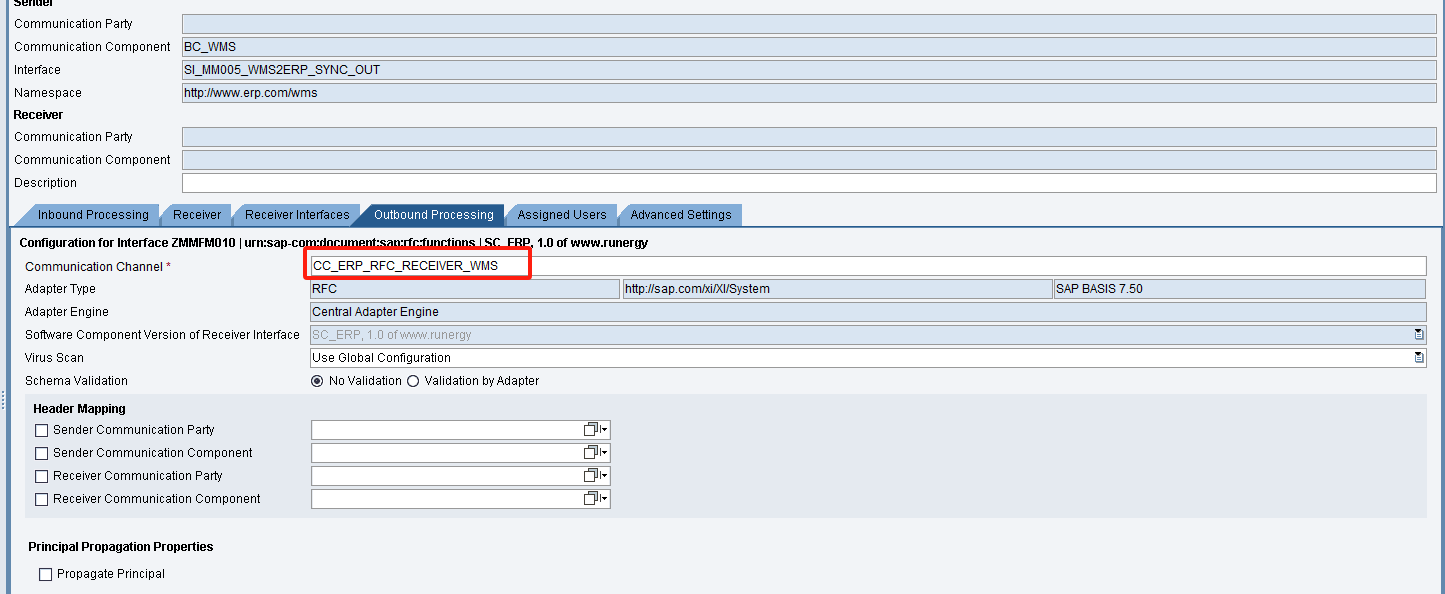 Sender
Communication Party
Communication Component BC_WMS
Interface SI_MM005_WMS2ERP_SYNC_OUT
Namespace http://www.erp.com/wms
Receiver
Communication Party
Communication Component
Description
Inbound Processing Receiver Receiver Interfaces Outbound Processing Assigned Users Advanced Settings
Configuration for Interface ZMMFM010 | urn:sap-com:document:sap:rfc:functions | SC_ERP, 1.0 of www.runergy
Communication Channel * CC_ERP_RFC_RECEIVER_WMS
Adapter Type RFC http://sap.com/xi/XI/System SAP BASIS 7.50
Adapter Engine Central Adapter Engine
Software Component Version of Receiver Interface SC_ERP, 1.0 of www.runergy
Virus Scan Use Global Configuration
Schema Validation No Validation Validation by Adapter
Header Mapping
Sender Communication Party
Sender Communication Component
Receiver Communication Party
Receiver Communication Component
Principal Propagation Properties
Propagate Principal